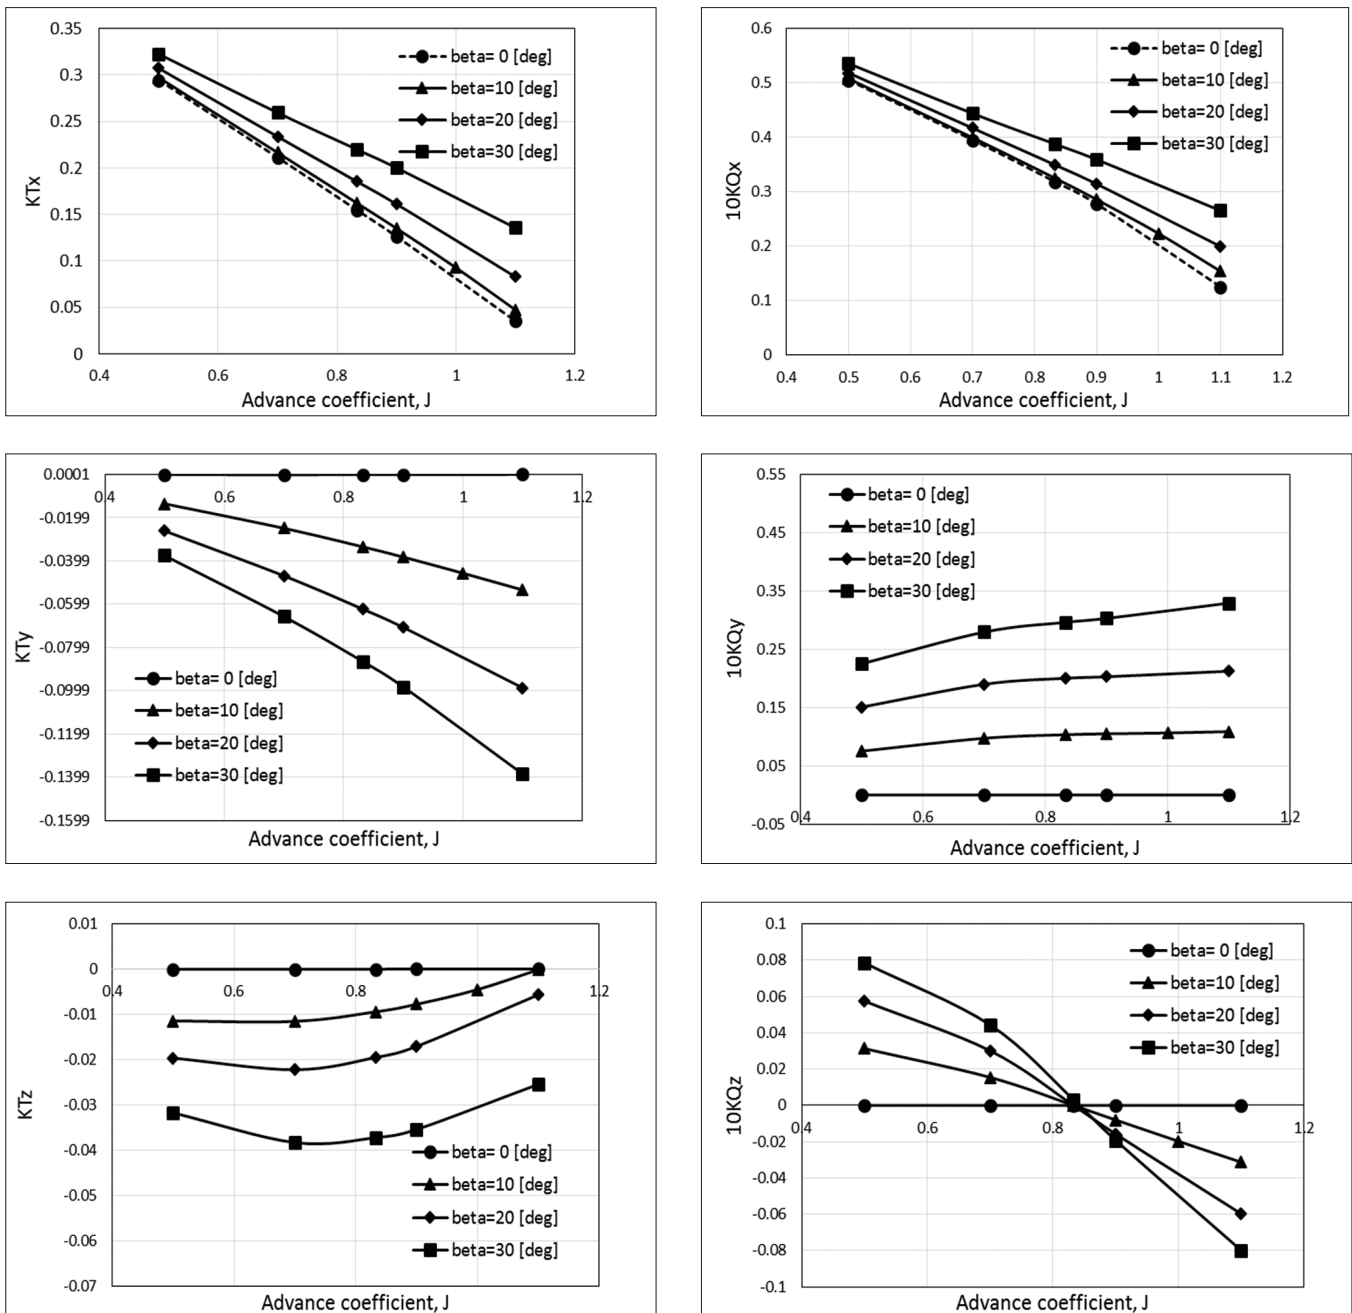 0.35
0.3
0.25
0.2
0.15
0.1
0.05
0
KTx
0.4 0.6 0.8 1 1.2
Advance coefficient, J
beta= 0 [deg]
beta=10 [deg]
beta=20 [deg]
beta=30 [deg]
0.6
0.5
0.4
0.3
0.2
0.1
0
10KQx
0.4 0.5 0.6 0.7 0.8 0.9 1 1.1 1.2
Advance coefficient, J
beta= 0 [deg]
beta=10 [deg]
beta=20 [deg]
beta=30 [deg]
0.0001
-0.0199
-0.0399
-0.0599
-0.0799
-0.0999
-0.1199
-0.1399
-0.1599
KTy
0.4 0.6 0.8 1 1.2
beta= 0 [deg]
beta=10 [deg]
beta=20 [deg]
beta=30 [deg]
Advance coefficient, J
0.55
0.45
0.35
0.25
0.15
0.05
-0.05
10KQy
beta= 0 [deg]
beta=10 [deg]
beta=20 [deg]
beta=30 [deg]
0.4 0.6 0.8 1 1.2
Advance coefficient, J
0.01
0
-0.01
-0.02
-0.03
-0.04
-0.05
-0.06
-0.07
KTz
0.4 0.6 0.8 1 1.2
beta= 0 [deg]
beta=10 [deg]
beta=20 [deg]
beta=30 [deg]
Advance coefficient, J
0.1
0.08
0.06
0.04
0.02
0
-0.02
-0.04
-0.06
-0.08
-0.1
10KQz
beta= 0 [deg]
beta=10 [deg]
beta=20 [deg]
beta=30 [deg]
0.4 0.6 0.8 1 1.2
Advance coefficient, J